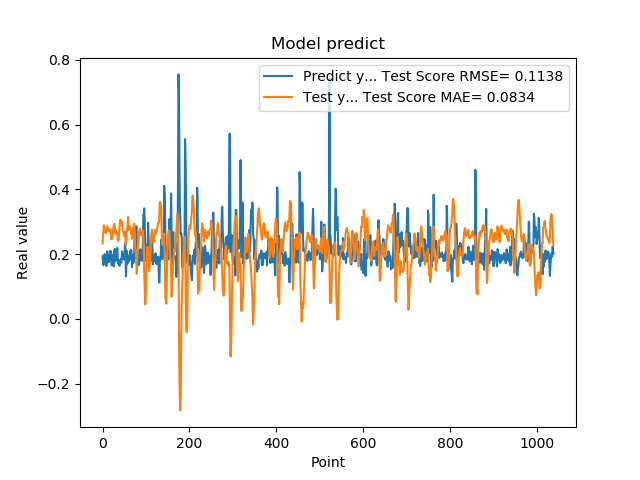 Model predict
Predict y... Test Score RMSE= 0.1138
Test y... Test Score MAE= 0.0834
0.8
0.6
0.4
0.2
0.0
−0.2
Real value
0 200 400 600 800 1000
Point